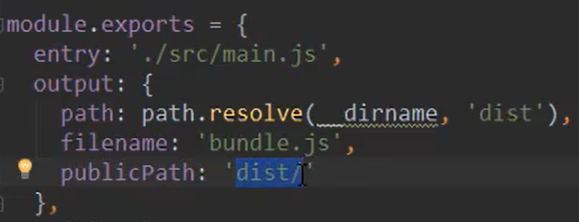 module.exports = {
entry: './src/main.js',
output: {
path: path.resolve(__dirname, 'dist'),
filename: 'bundle.js',
publicPath: 'dist/'
},